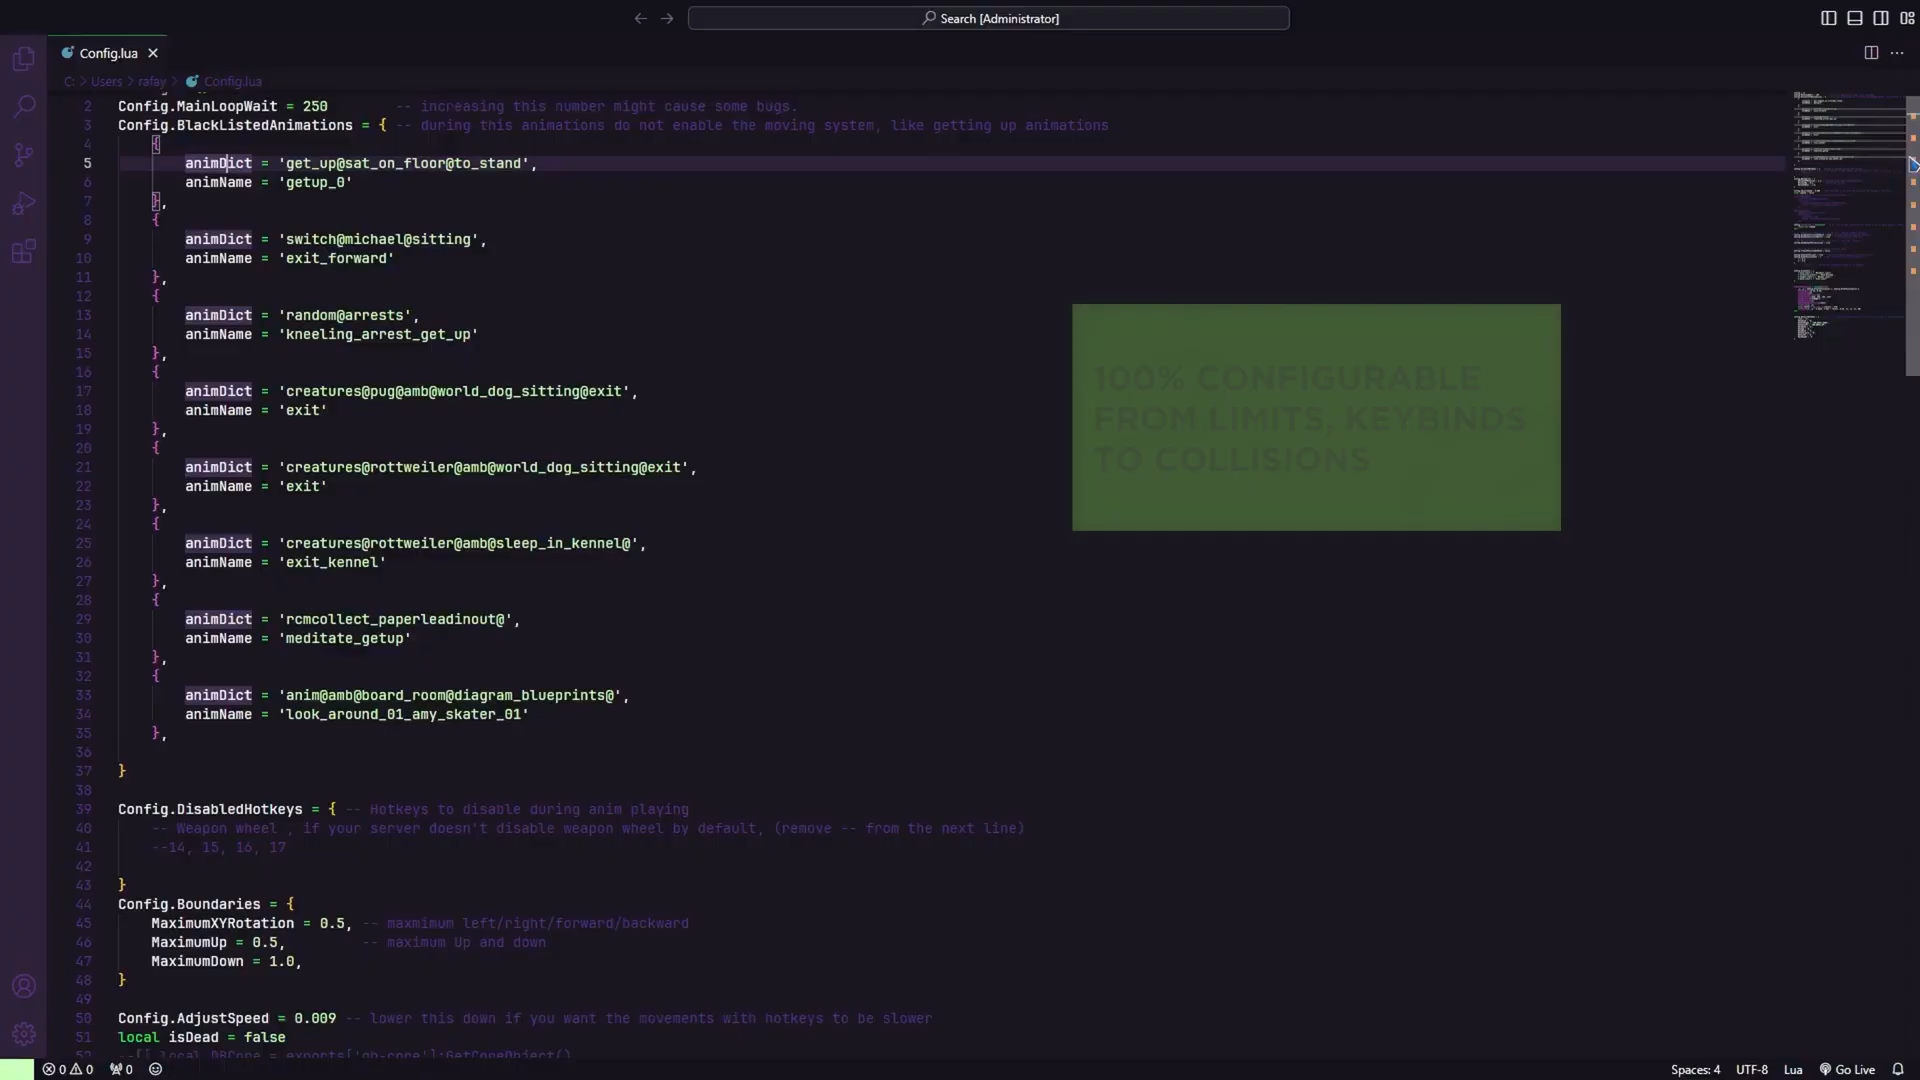 Search [Administrator]
Config.lua
C: > Users > rafay > Config.lua
2 Config.MainLoopWait = 250 -- increasing this number might cause some bugs.
3 Config.BlackListedAnimations = { -- during this animations do not enable the moving system, like getting up animations
4 {
5 animDict = 'get_up@sat_on_floor@to_stand',
6 animName = 'getup_0'
7 },
8 {
9 animDict = 'switch@michael@sitting',
10 animName = 'exit_forward'
11 },
12 {
13 animDict = 'random@arrests',
14 animName = 'kneeling_arrest_get_up'
15 },
16 {
17 animDict = 'creatures@pug@amb@world_dog_sitting@exit',
18 animName = 'exit'
19 },
20 {
21 animDict = 'creatures@rottweiler@amb@world_dog_sitting@exit',
22 animName = 'exit'
23 },
24 {
25 animDict = 'creatures@rottweiler@amb@sleep_in_kennel@',
26 animName = 'exit_kennel'
27 },
28 {
29 animDict = 'rcmcollect_paperleadinout@',
30 animName = 'meditate_getup'
31 },
32 {
33 animDict = 'anim@amb@board_room@diagram_blueprints@',
34 animName = 'look_around_01_amy_skater_01'
35 },
36
37 }
38
39 Config.DisabledHotkeys = { -- Hotkeys to disable during anim playing
40 -- Weapon wheel , if your server doesn't disable weapon wheel by default, (remove -- from the next line)
41 --14, 15, 16, 17
42
43 }
44 Config.Boundaries = {
45 MaximumXYRotation = 0.5, -- maxmimum left/right/forward/backward
46 MaximumUp = 0.5, -- maximum Up and down
47 MaximumDown = 1.0,
48 }
49
50 Config.AdjustSpeed = 0.009 -- lower this down if you want the movements with hotkeys to be slower
51 local isDead = false
52 --[[ local QBCore = exports['qb-core']:GetCoreObject()
100% CONFIGURABLE
FROM LIMITS, KEYBINDS
TO COLLISIONS
0 0 0
Spaces: 4 UTF-8 Lua Go Live